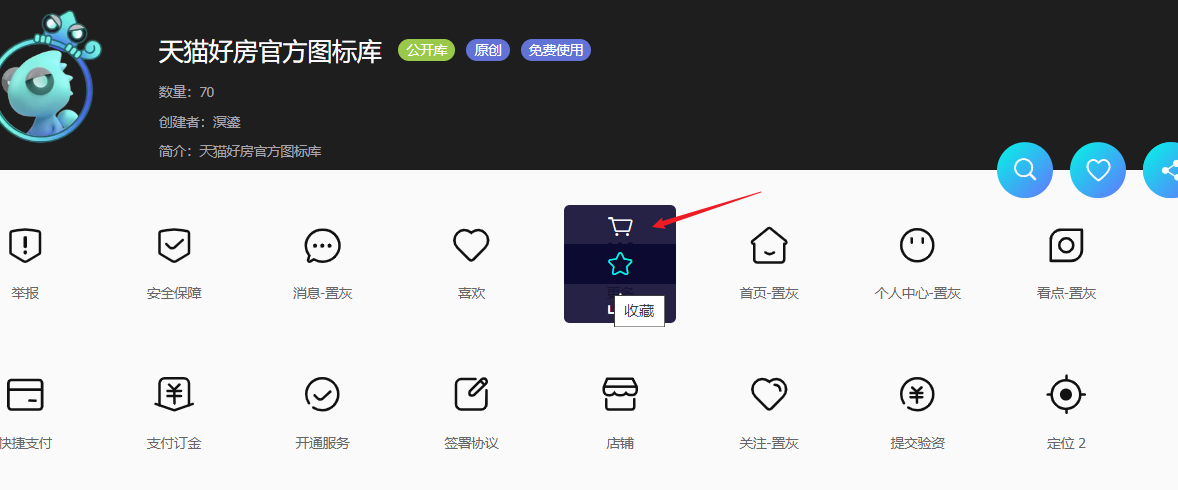 天猫好房官方图标库 公开库 原创 免费使用
数量：70
创建者：溟鎏
简介：天猫好房官方图标库
举报 安全保障 消息-置灰 喜欢 首页-置灰 个人中心-置灰 看点-置灰
收藏
快捷支付 支付订金 开通服务 签署协议 店铺 关注-置灰 提交验资 定位 2